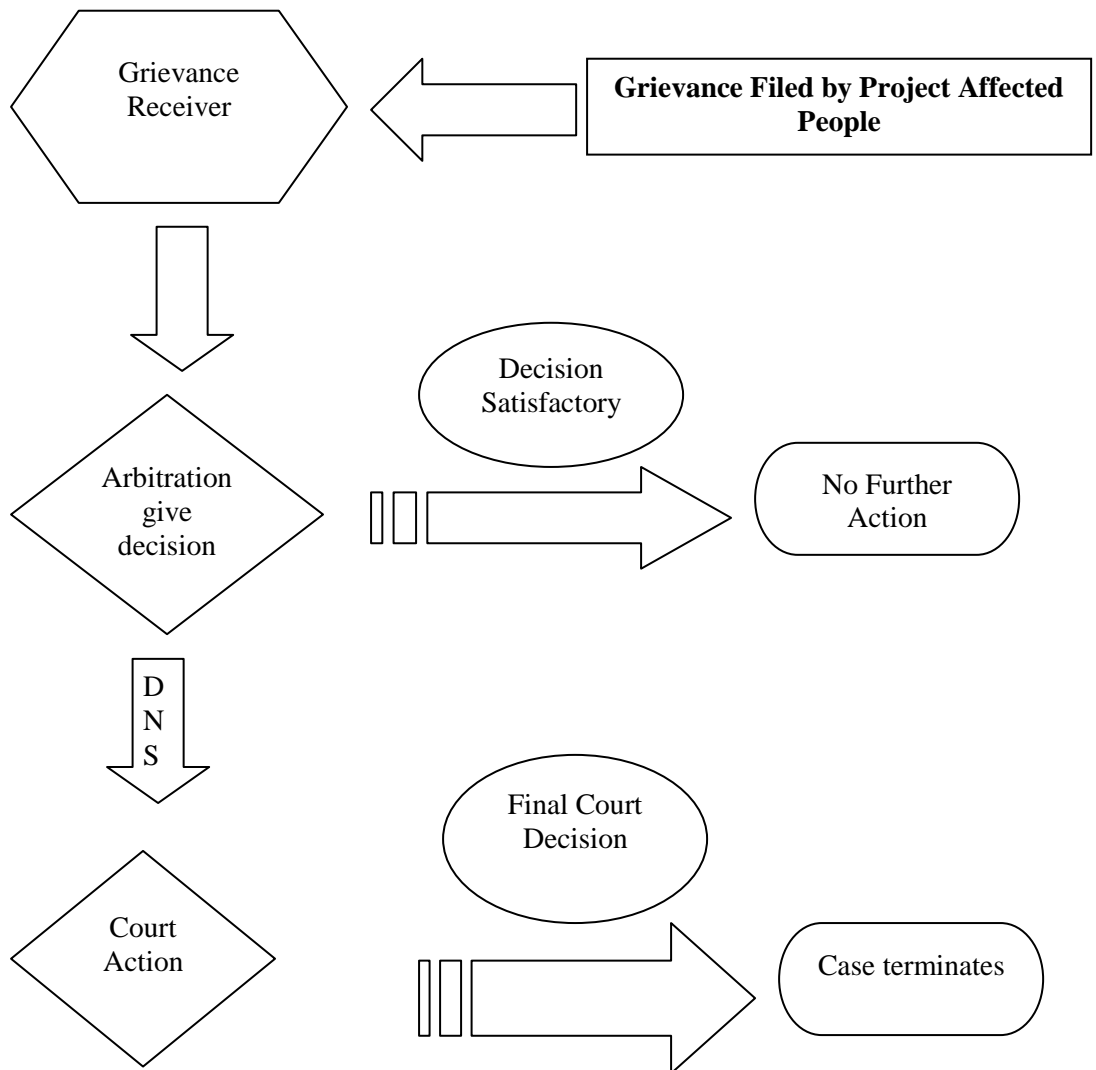 Grievance
Receiver
Grievance Filed by Project Affected
People
Decision
Satisfactory
Arbitration
give
decision
No Further
Action
D
N
S
Final Court
Decision
Court
Action
Case terminates